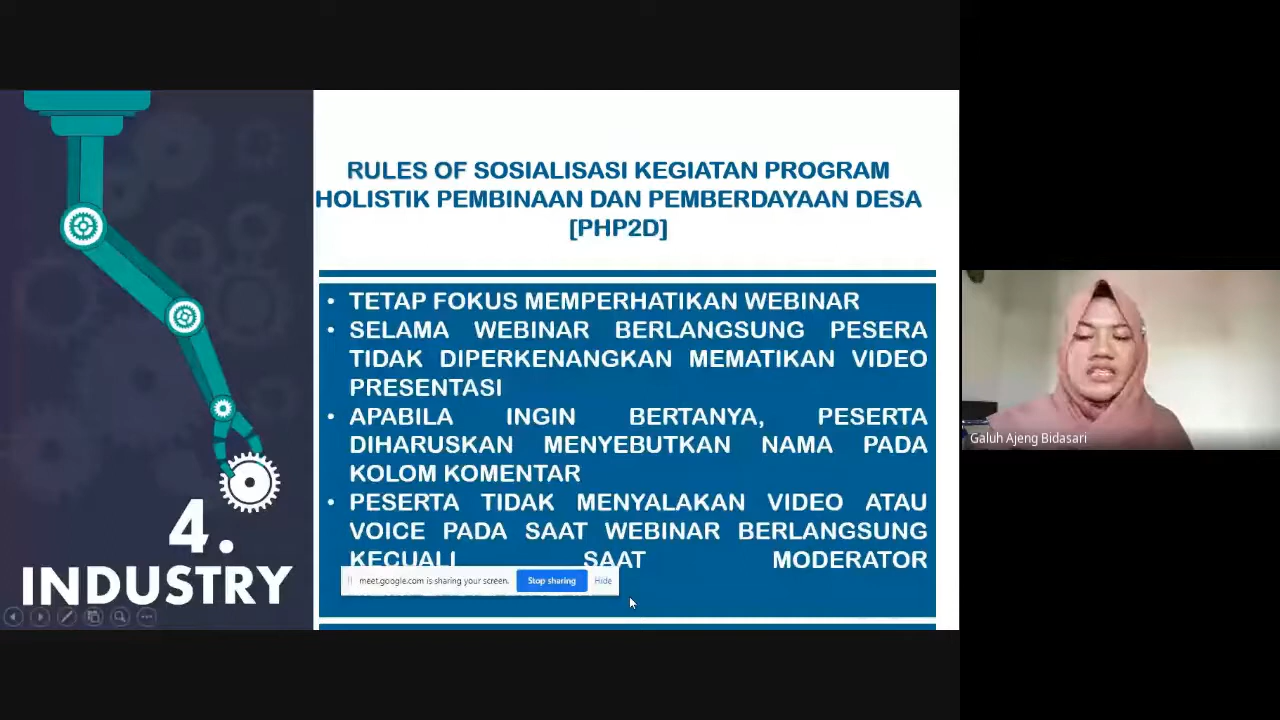 RULES OF SOSIALISASI KEGIATAN PROGRAM
HOLISTIK PEMBINAAN DAN PEMBERDAYAAN DESA
[PHP2D]
• TETAP FOKUS MEMPERHATIKAN WEBINAR
• SELAMA WEBINAR BERLANGSUNG PESERA
TIDAK DIPERKENANGKAN MEMATIKAN VIDEO
PRESENTASI
• APABILA INGIN BERTANYA, PESERTA
DIHARUSKAN MENYEBUTKAN NAMA PADA
KOLOM KOMENTAR
• PESERTA TIDAK MENYALAKAN VIDEO ATAU
VOICE PADA SAAT WEBINAR BERLANGSUNG
KECUALI SAAT MODERATOR
meet.google.com is sharing your screen. Stop sharing Hide
4.
INDUSTRY
Galuh Ajeng Bidasari